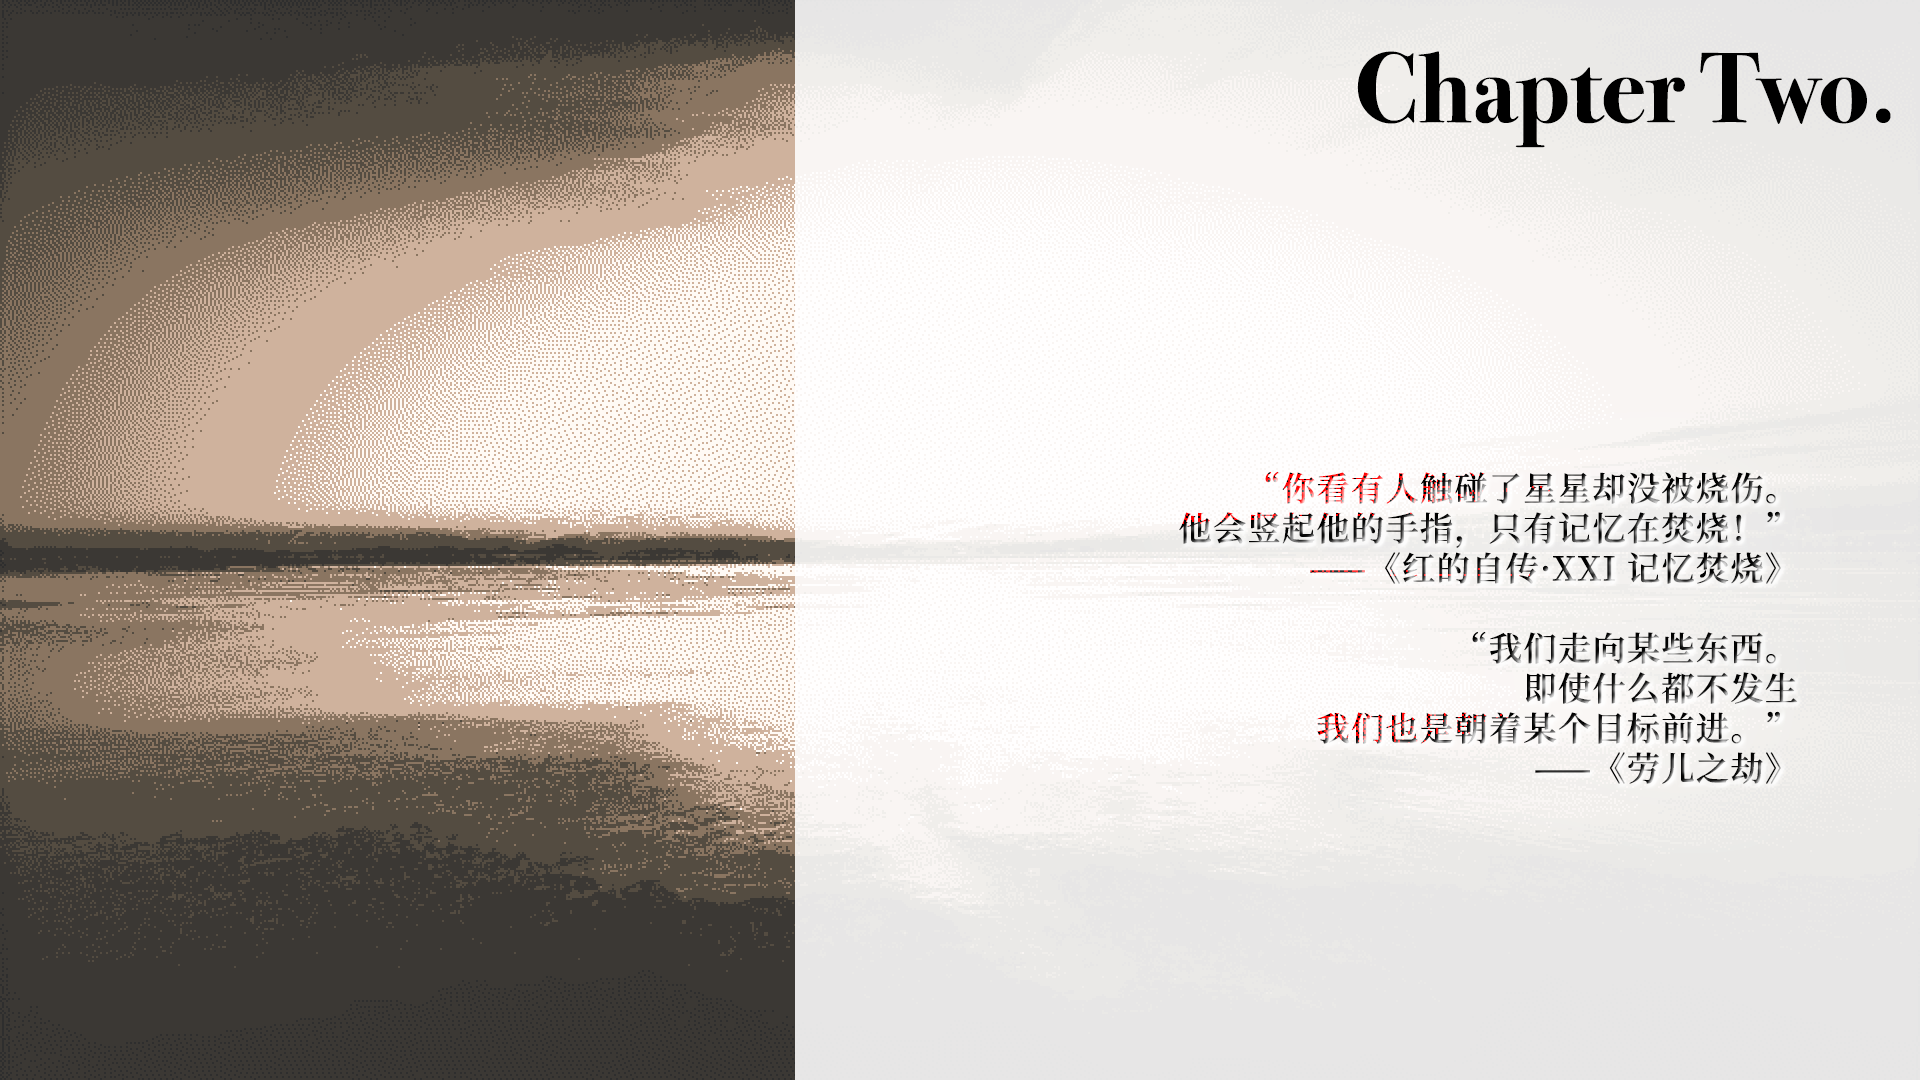 Chapter Two.
“你看有人触碰了星星却没被烧伤。
他会竖起他的手指，只有记忆在焚烧！”
——《红的自传·XXI 记忆焚烧》
“我们走向某些东西。
即使什么都不发生
我们也是朝着某个目标前进。”
——《劳儿之劫》